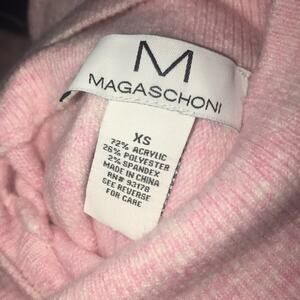 M
MAGASCHONI
XS
72% ACRYLIC
26% POLYESTER
2% SPANDEX
MADE IN CHINA
RN# 93178
SEE REVERSE
FOR CARE